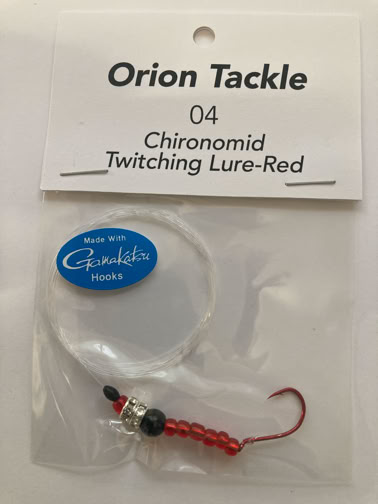 Orion Tackle
04
Chironomid
Twitching Lure-Red
Made With
Gamakatsu
Hooks